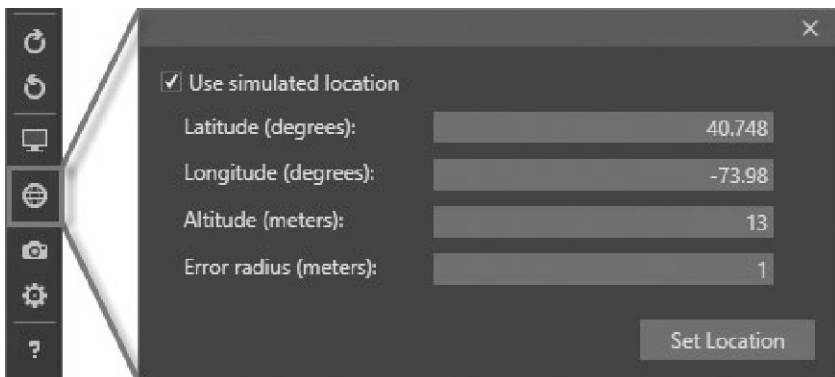 Use simulated location
Latitude (degrees): 40.748
Longitude (degrees): -73.98
Altitude (meters): 13
Error radius (meters): 1
Set Location
?